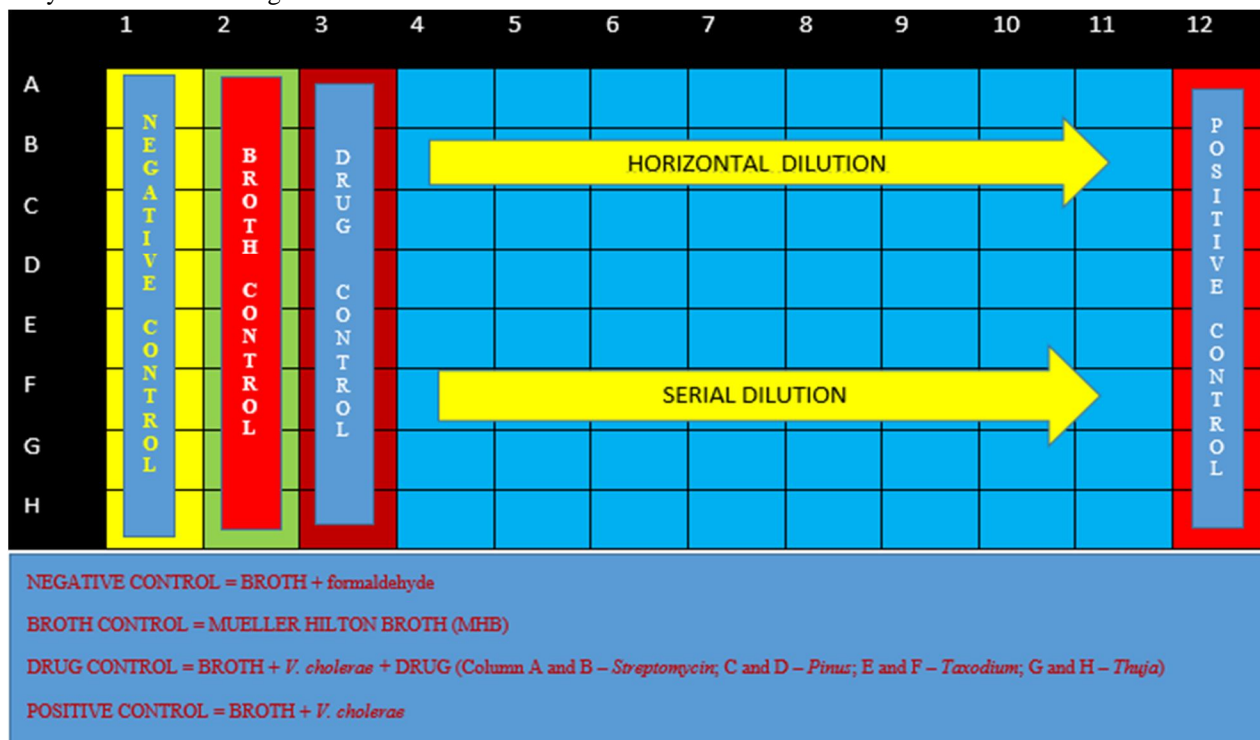 1 2 3 4 5 6 7 8 9 10 11 12
A
B
C
D
E
F
G
H
NEGATIVE CONTROL
BROTH CONTROL
DRUG CONTROL
HORIZONTAL DILUTION
SERIAL DILUTION
POSITIVE CONTROL
NEGATIVE CONTROL = BROTH + formaldehyde
BROTH CONTROL = MUELLER HILTON BROTH (MHB)
DRUG CONTROL = BROTH + V. cholerae + DRUG (Column A and B – Streptomycin; C and D – Pinus; E and F – Taxodium; G and H – Thuja)
POSITIVE CONTROL = BROTH + V. cholerae